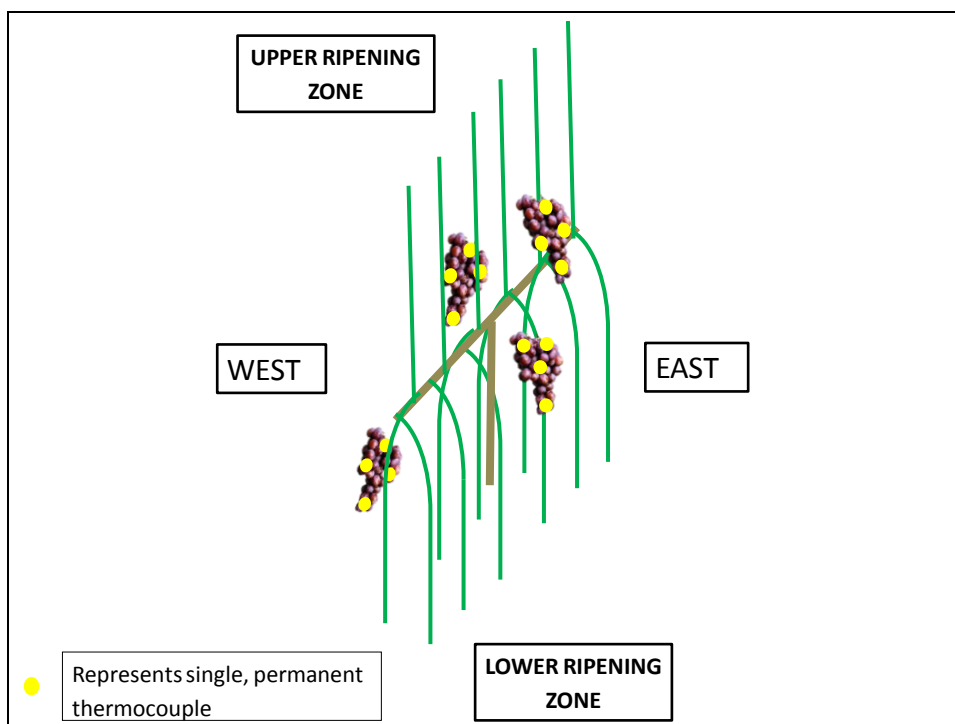 UPPER RIPENING
ZONE
WEST
EAST
LOWER RIPENING
ZONE
Represents single, permanent
thermocouple